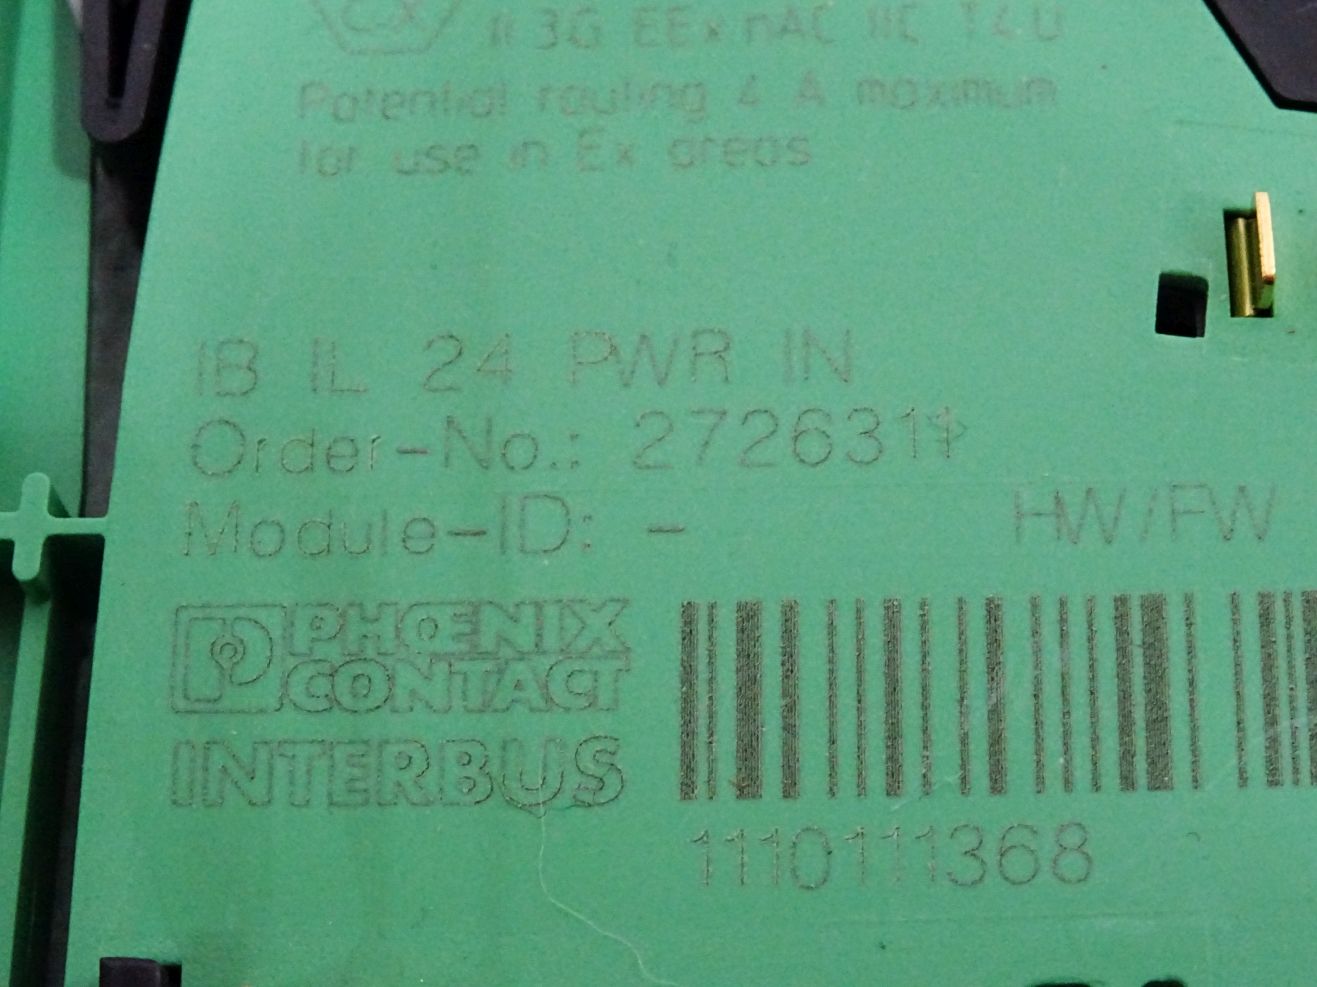 II 3G EEx nAC IIC T4 U
Potential routing 4 A maximum
for use in Ex areas
IB IL 24 PWR IN
Order-No.: 2726311
Module-ID: -
HW/FW
PHŒNIX
CONTACT
INTERBUS
1110111368